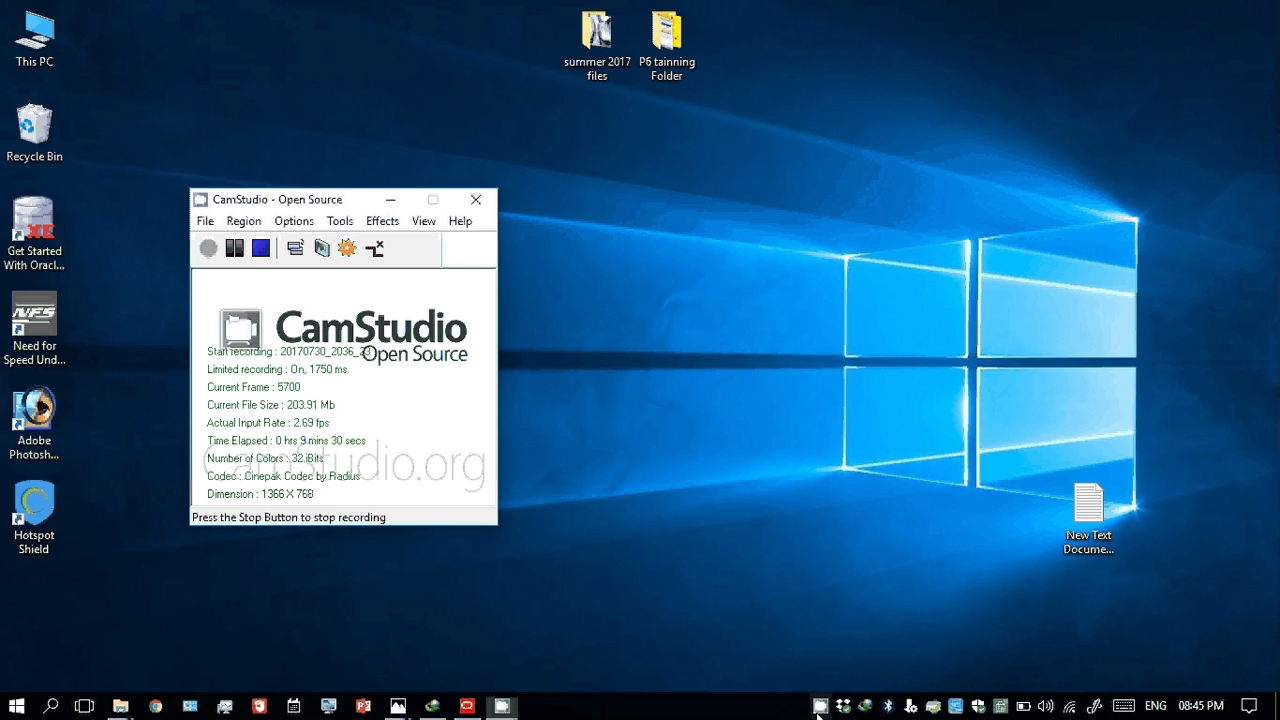 This PC
Recycle Bin
Get Started
With Oracl...
Need for
Speed Und...
Adobe
Photosh...
Hotspot
Shield
summer 2017
files
P6 tainning
Folder
CamStudio - Open Source
File Region Options Tools Effects View Help
CamStudio
Open Source
Start recording : 20170730_2036_
Limited recording : On, 1750 ms.
Current Frame : 5700
Current File Size : 203.91 Mb
Actual Input Rate : 2.69 fps
Time Elapsed : 0 hrs 9 mins 30 secs
Number of Colors : 32 Bits
CamStudio.org
Codec : Cinepak Codec by Radius
Dimension : 1366 X 768
Press the Stop Button to stop recording
New Text
Docume...
ENG 08:45 PM